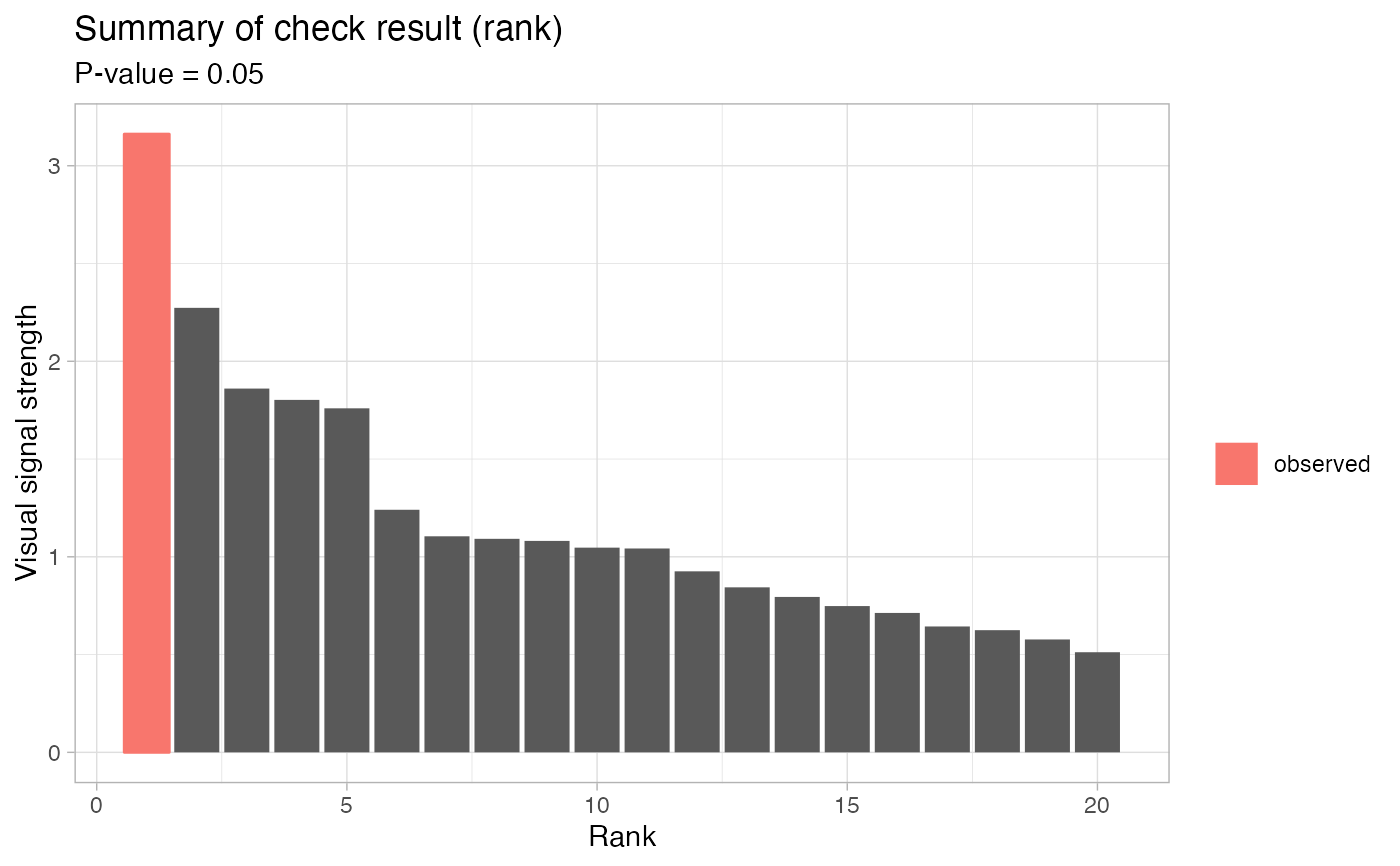 Summary of check result (rank)
P-value = 0.05
Visual signal strength
3
2
1
0
0 5 10 15 20
Rank
observed